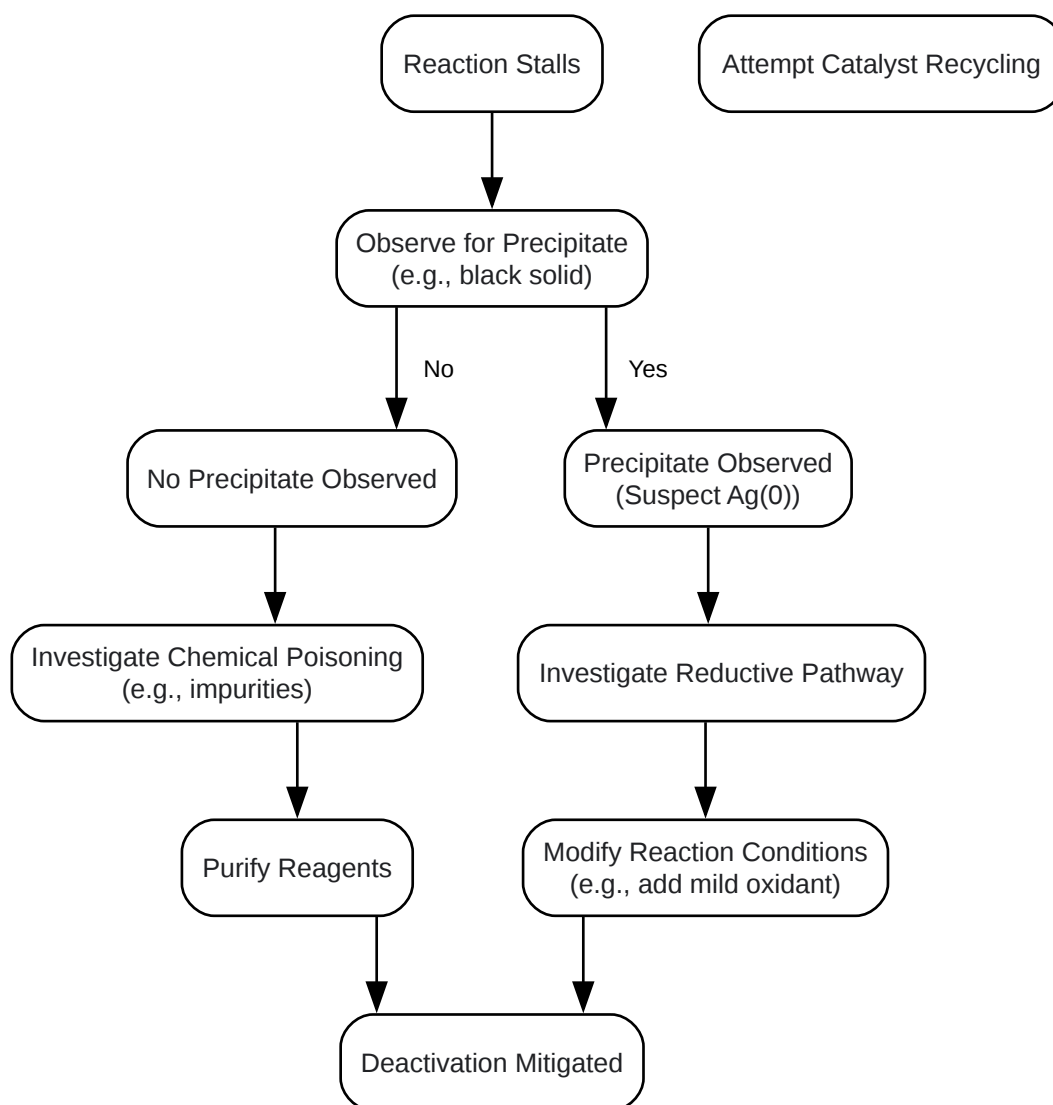 Reaction Stalls
Attempt Catalyst Recycling
Observe for Precipitate
(e.g., black solid)
No
Yes
No Precipitate Observed
Precipitate Observed
(Suspect Ag(0))
Investigate Chemical Poisoning
(e.g., impurities)
Investigate Reductive Pathway
Purify Reagents
Modify Reaction Conditions
(e.g., add mild oxidant)
Deactivation Mitigated